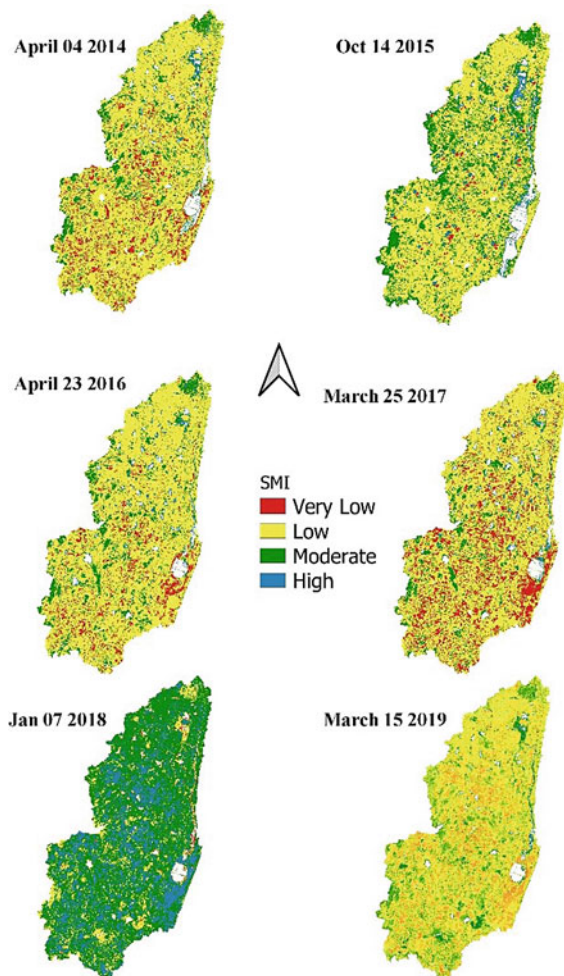 April 04 2014
Oct 14 2015
April 23 2016
March 25 2017
SMI
Very Low
Low
Moderate
High
Jan 07 2018
March 15 2019